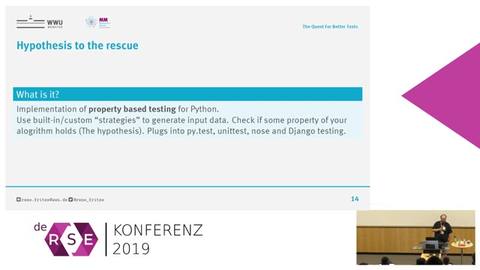 WWU
MÜNSTER
MM
The Quest For Better Tests
Hypothesis to the rescue
What is it?
Implementation of property based testing for Python.
Use built-in/custom “strategies” to generate input data. Check if some property of your
alogrithm holds (The hypothesis). Plugs into py.test, unittest, nose and Django testing.
14
de
RSE
KONFERENZ
2019